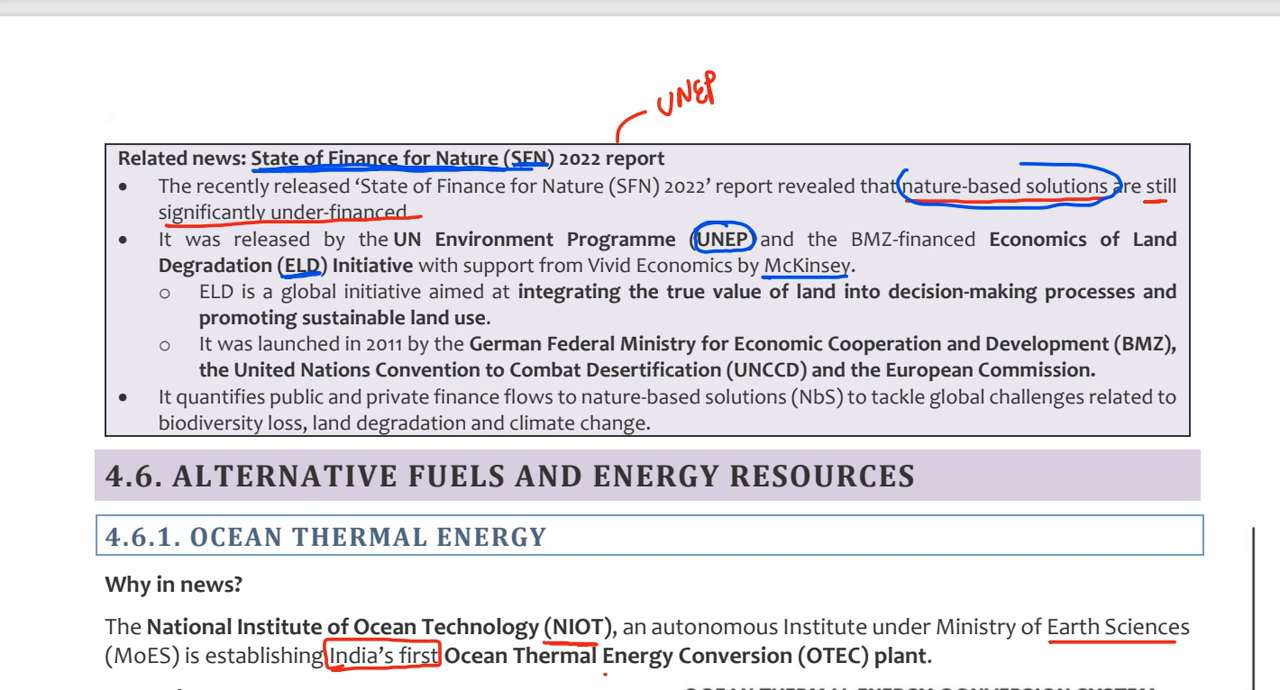 UNEP
Related news: State of Finance for Nature (SFN) 2022 report
• The recently released ‘State of Finance for Nature (SFN) 2022’ report revealed that nature-based solutions are still
significantly under-financed
• It was released by the UN Environment Programme (UNEP) and the BMZ-financed Economics of Land
Degradation (ELD) Initiative with support from Vivid Economics by McKinsey.
o ELD is a global initiative aimed at integrating the true value of land into decision-making processes and
promoting sustainable land use.
o It was launched in 2011 by the German Federal Ministry for Economic Cooperation and Development (BMZ),
the United Nations Convention to Combat Desertification (UNCCD) and the European Commission.
• It quantifies public and private finance flows to nature-based solutions (NbS) to tackle global challenges related to
biodiversity loss, land degradation and climate change.
4.6. ALTERNATIVE FUELS AND ENERGY RESOURCES
4.6.1. OCEAN THERMAL ENERGY
Why in news?
The National Institute of Ocean Technology (NIOT), an autonomous Institute under Ministry of Earth Sciences
(MoES) is establishing India’s first Ocean Thermal Energy Conversion (OTEC) plant.
OCEAN THERMAL ENERGY CONVERSION SYSTEM